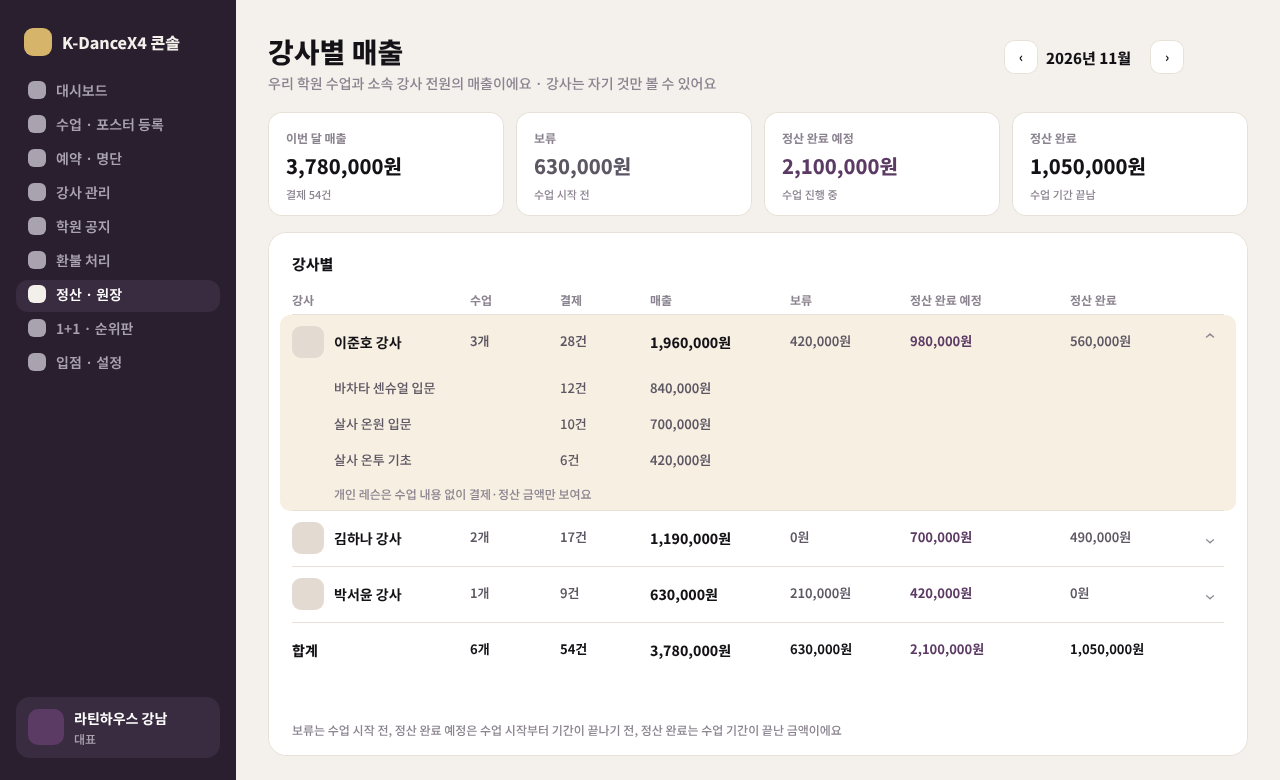 K-DanceX4 콘솔
대시보드
수업 · 포스터 등록
예약 · 명단
강사 관리
학원 공지
환불 처리
정산 · 원장
1+1 · 순위판
입점 · 설정
라틴하우스 강남
대표
강사별 매출
우리 학원 수업과 소속 강사 전원의 매출이에요 · 강사는 자기 것만 볼 수 있어요
‹ 2026년 11월 ›
이번 달 매출
3,780,000원
결제 54건
보류
630,000원
수업 시작 전
정산 완료 예정
2,100,000원
수업 진행 중
정산 완료
1,050,000원
수업 기간 끝남
강사별
강사 수업 결제 매출 보류 정산 완료 예정 정산 완료
이준호 강사 3개 28건 1,960,000원 420,000원 980,000원 560,000원
바차타 센슈얼 입문 12건 840,000원
살사 온원 입문 10건 700,000원
살사 온투 기초 6건 420,000원
개인 레슨은 수업 내용 없이 결제·정산 금액만 보여요
김하나 강사 2개 17건 1,190,000원 0원 700,000원 490,000원
박서윤 강사 1개 9건 630,000원 210,000원 420,000원 0원
합계 6개 54건 3,780,000원 630,000원 2,100,000원 1,050,000원
보류는 수업 시작 전, 정산 완료 예정은 수업 시작부터 기간이 끝나기 전, 정산 완료는 수업 기간이 끝난 금액이에요